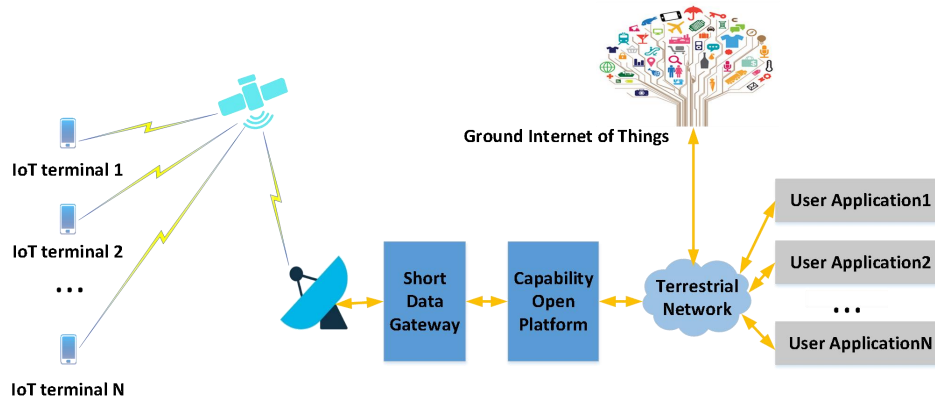 IoT terminal 1
IoT terminal 2
...
IoT terminal N
Short
Data
Gateway
Capability
Open
Platform
Ground Internet of Things
Terrestrial
Network
User Application1
User Application2
...
User ApplicationN